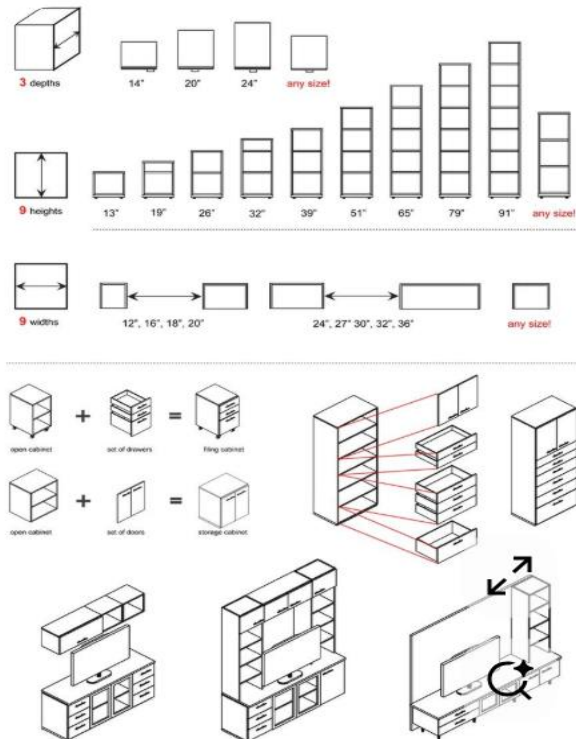 3 depths
14" 20" 24" any size!
9 heights
13" 19" 26" 32" 39" 51" 65" 79" 91" any size!
9 widths
12", 16", 18", 20" 24", 27" 30", 32", 36" any size!
+ =
open cabinet set of drawers filing cabinet
+ =
open cabinet set of doors storage cabinet